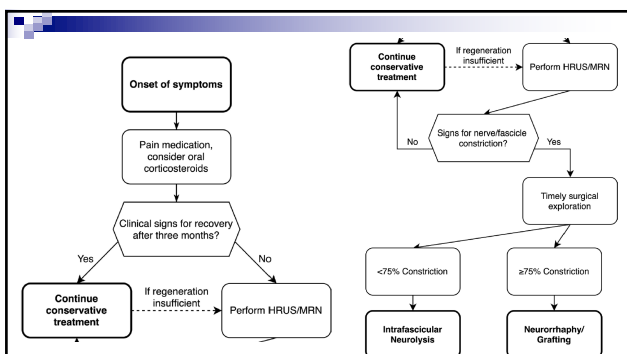 Onset of symptoms
Pain medication,
consider oral
corticosteroids
Clinical signs for recovery
after three months?
Yes
No
Continue
conservative
treatment
If regeneration
insufficient
Perform HRUS/MRN
Continue
conservative
treatment
If regeneration
insufficient
Perform HRUS/MRN
Signs for nerve/fascicle
constriction?
No
Yes
Timely surgical
exploration
<75% Constriction
≥75% Constriction
Intrafascicular
Neurolysis
Neurorrhaphy/
Grafting